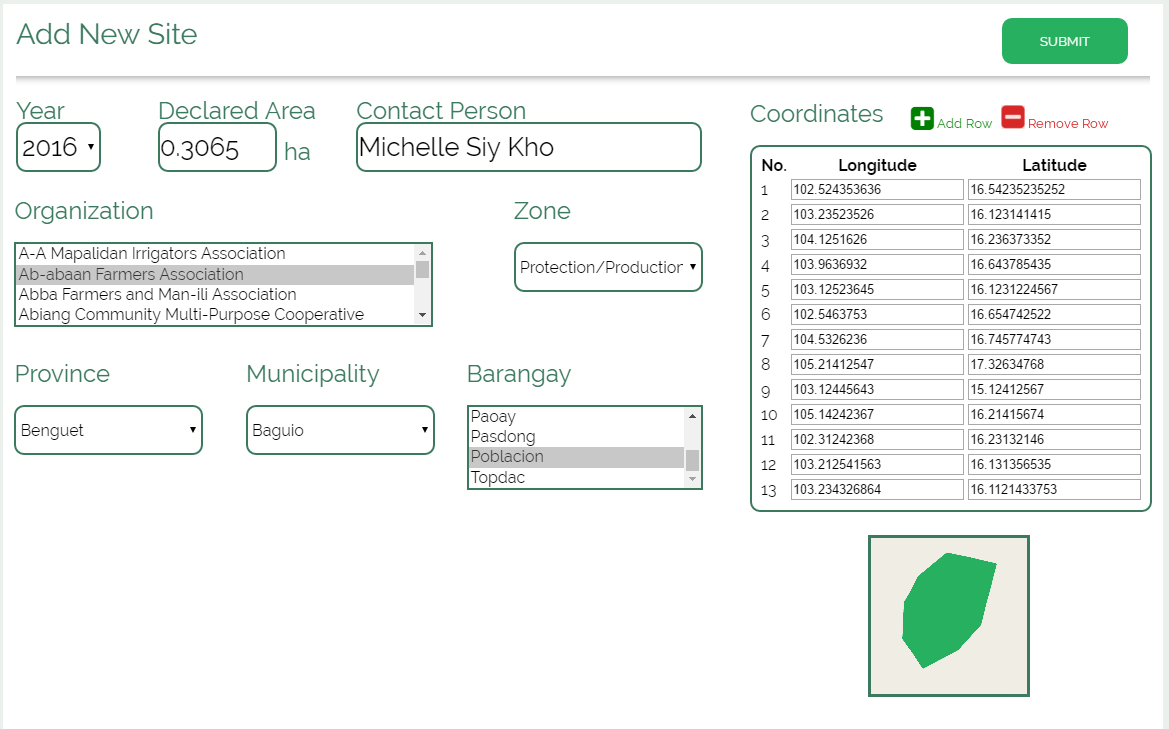 Add New Site
SUBMIT
Year
Declared Area
Contact Person
2016
0.3065
ha
Michelle Siy Kho
Organization
Zone
A-A Mapalidan Irrigators Association
Ab-abaan Farmers Association
Abba Farmers and Man-ili Association
Abiang Community Multi-Purpose Cooperative
Protection/Production
Province
Municipality
Barangay
Benguet
Baguio
Paoay
Pasdong
Poblacion
Topdac
Coordinates
Add Row
Remove Row
No. Longitude Latitude
1 102.524353636 16.54235235252
2 103.23523526 16.123141415
3 104.1251626 16.236373352
4 103.9636932 16.643785435
5 103.12523645 16.1231224567
6 102.5463753 16.654742522
7 104.5326236 16.745774743
8 105.21412547 17.32634768
9 103.12445643 15.12412567
10 105.14242367 16.21415674
11 102.31242368 16.23132146
12 103.212541563 16.131356535
13 103.234326864 16.1121433753